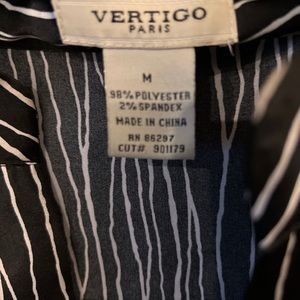 VERTIGO
PARIS
M
98% POLYESTER
2% SPANDEX
MADE IN CHINA
RN 86297
CUT# 901179